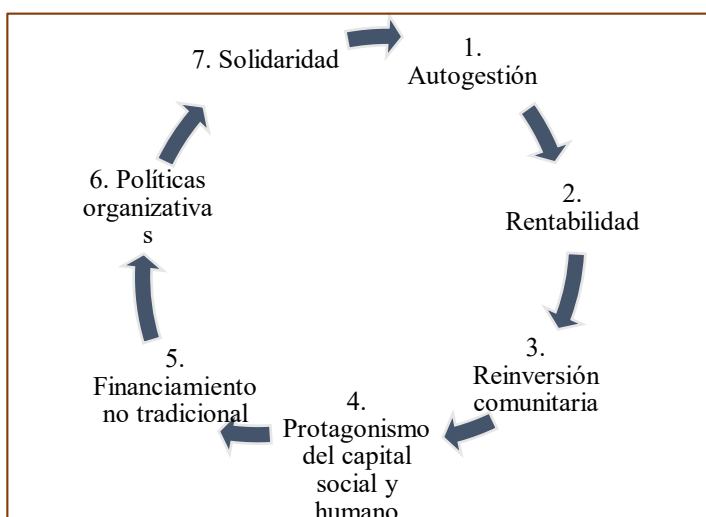 1.
Autogestión
2.
Rentabilidad
3.
Reinversión
comunitaria
4.
Protagonismo
del capital
social y
humano
5.
Financiamiento
no tradicional
6. Políticas
organizativa
s
7. Solidaridad